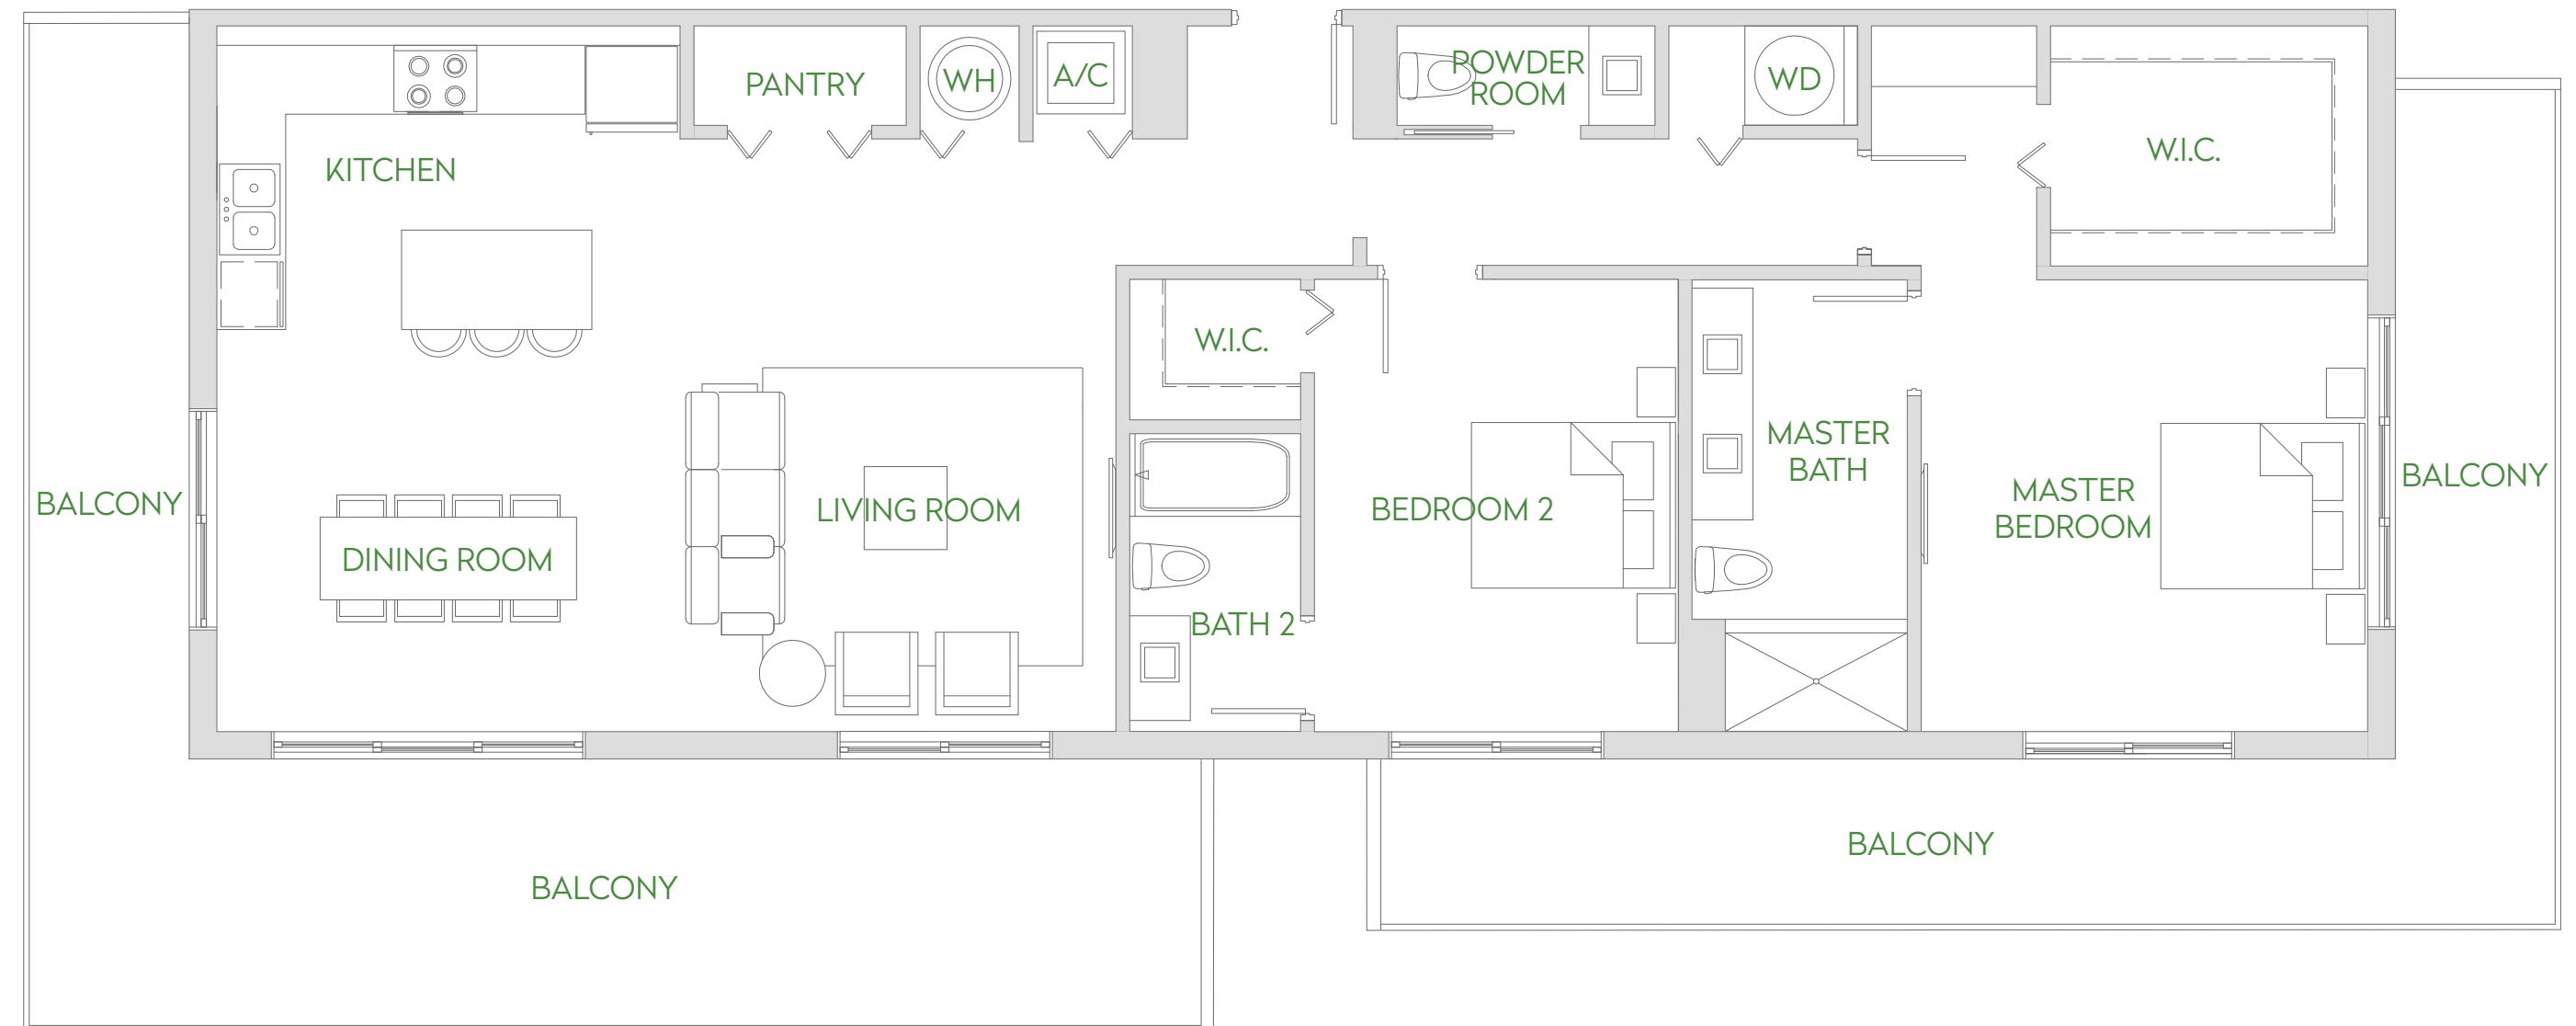 PANTRY
WH
A/C
POWDER
ROOM
WD
W.I.C.
KITCHEN
W.I.C.
MASTER
BATH
BALCONY
LIVING ROOM
BEDROOM 2
MASTER
BEDROOM
BALCONY
DINING ROOM
BATH 2
BALCONY
BALCONY